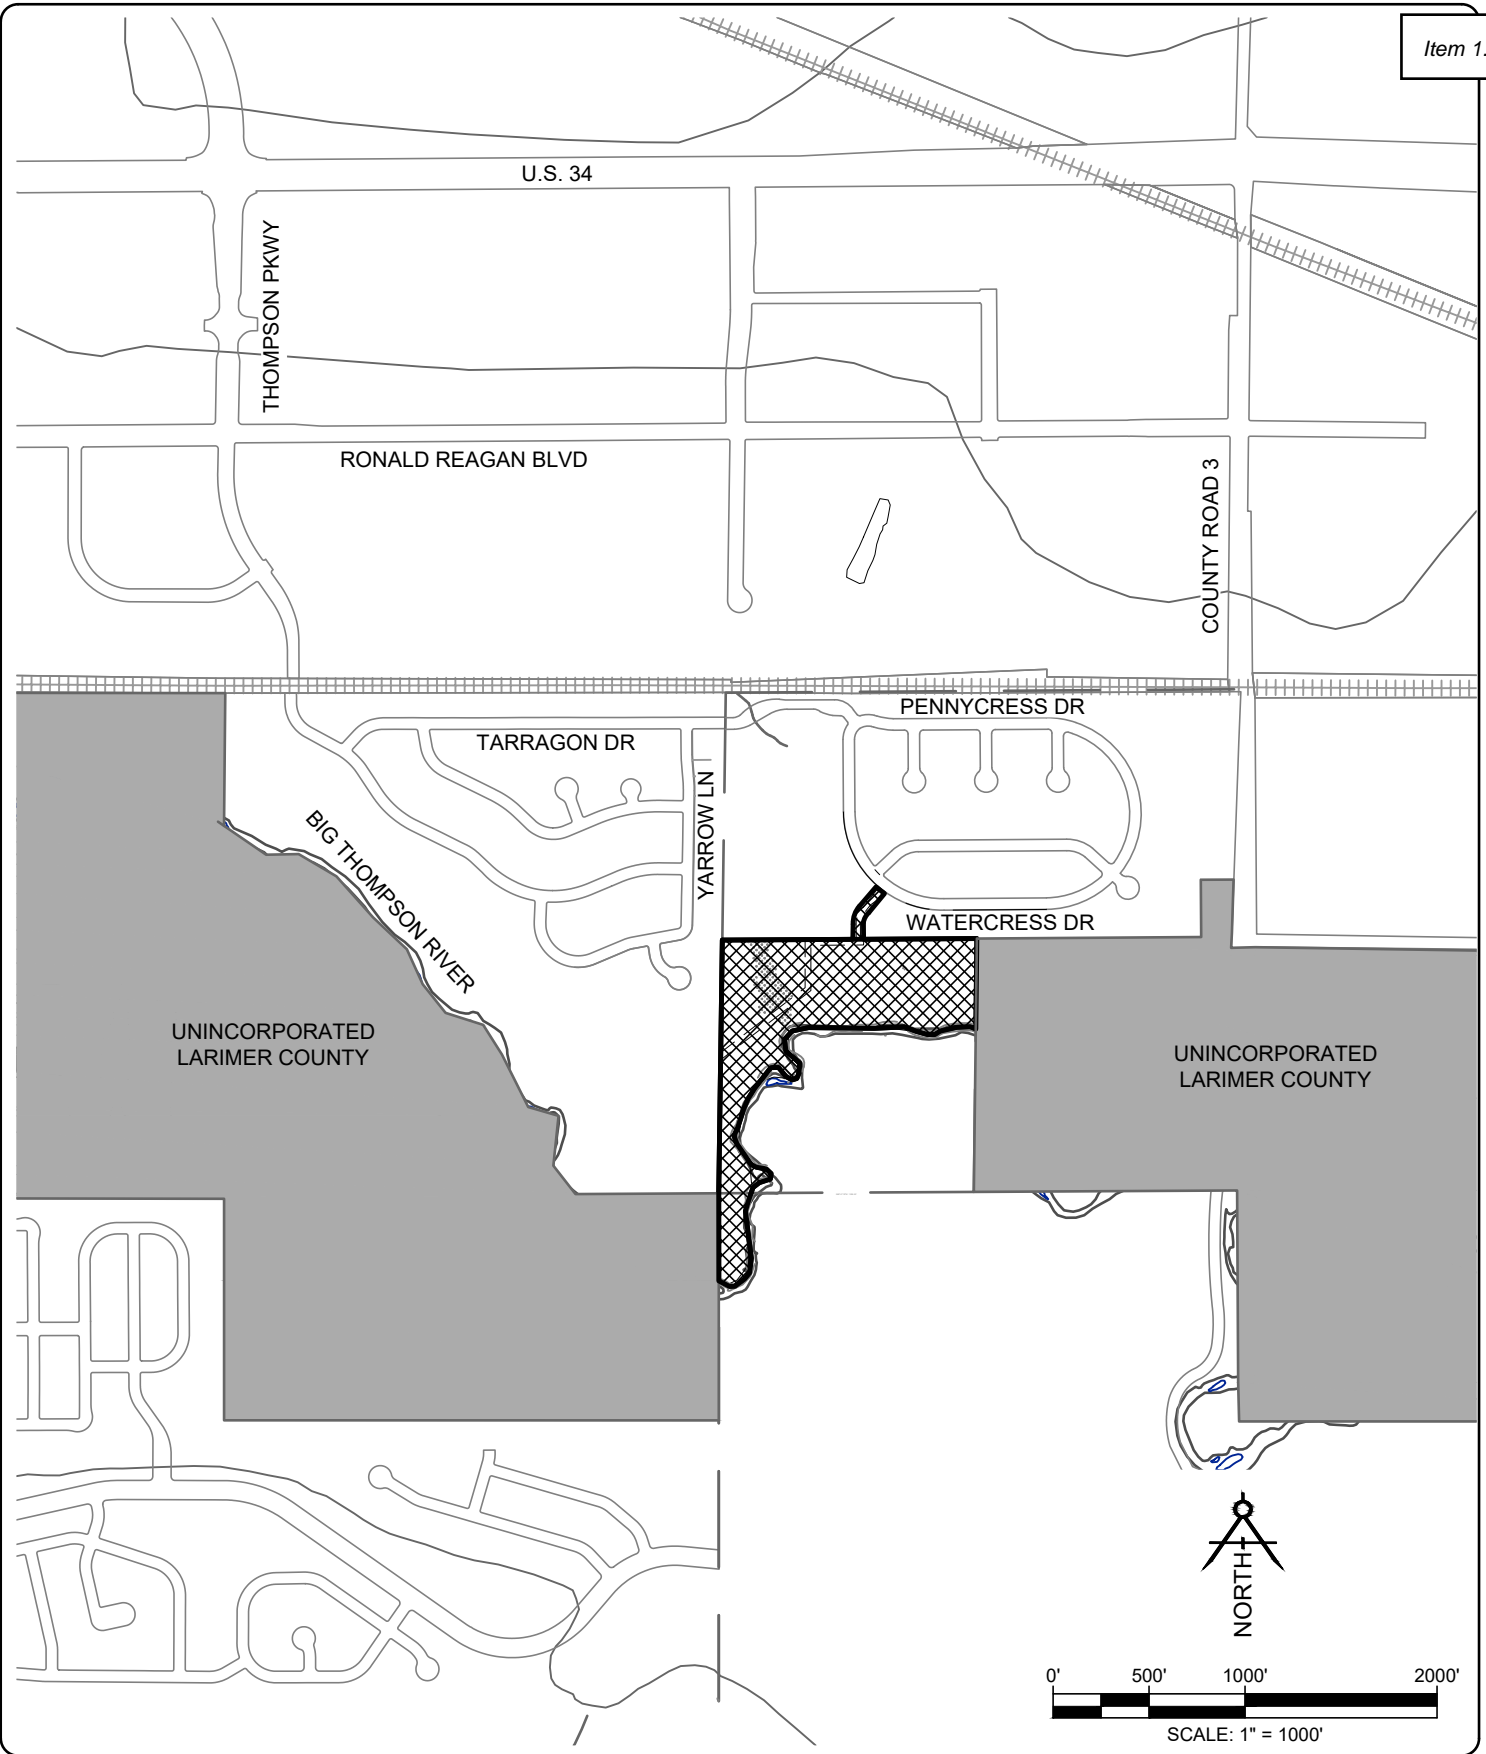 Item 1.
U.S. 34
THOMPSON PKWY
RONALD REAGAN BLVD
COUNTY ROAD 3
PENNYCRESS DR
TARRAGON DR
YARROW LN
BIG THOMPSON RIVER
WATERCRESS DR
UNINCORPORATED
LARIMER COUNTY
UNINCORPORATED
LARIMER COUNTY
NORTH
0' 500' 1000' 2000'
SCALE: 1" = 1000'